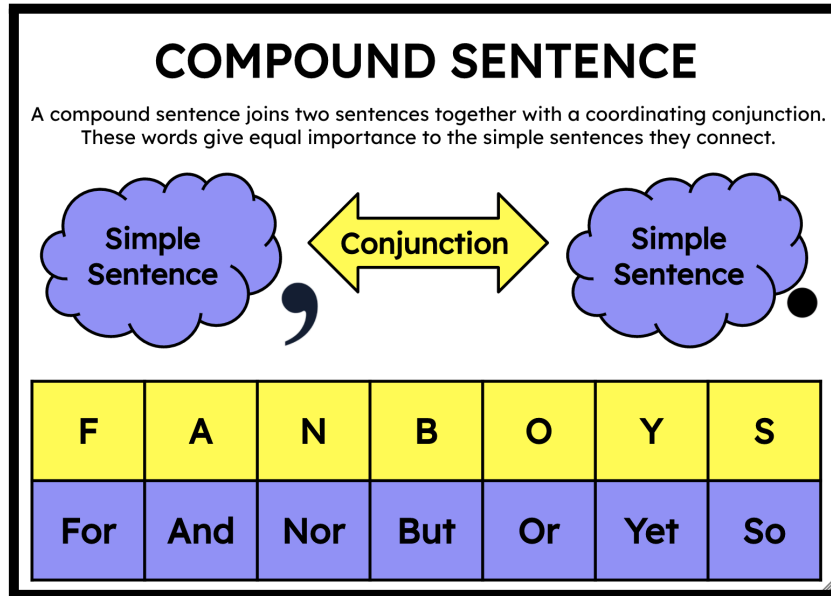 COMPOUND SENTENCE
A compound sentence joins two sentences together with a coordinating conjunction.
These words give equal importance to the simple sentences they connect.
Simple
Sentence
,
Conjunction
Simple
Sentence
.
F A N B O Y S
For And Nor But Or Yet So